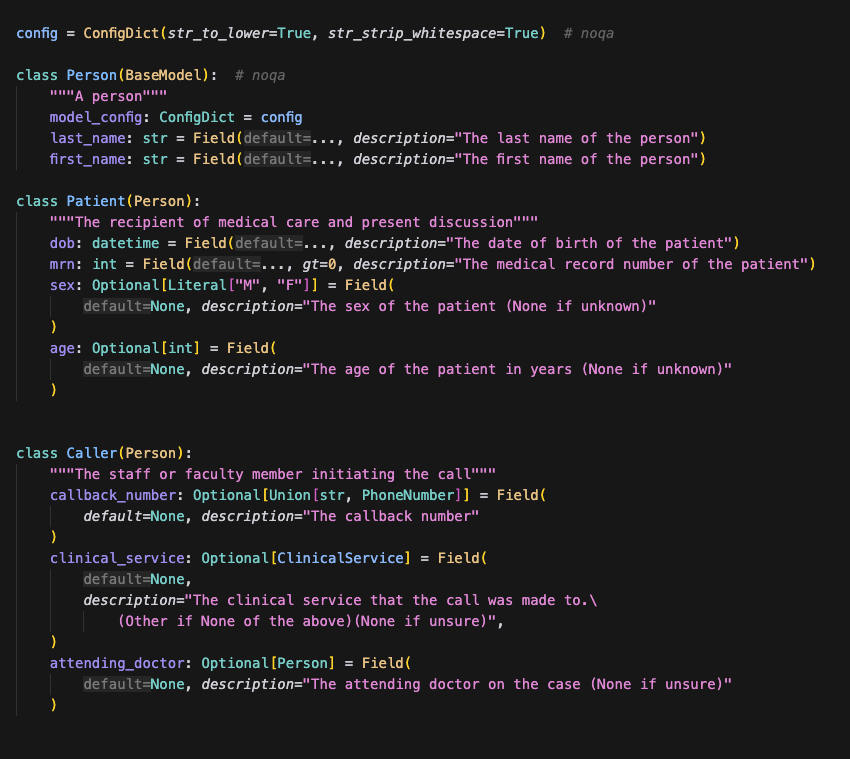 config = ConfigDict(str_to_lower=True, str_strip_whitespace=True)  # noqa
class Person(BaseModel):  # noqa
    """A person"""
    model_config: ConfigDict = config
    last_name: str = Field(default=..., description="The last name of the person")
    first_name: str = Field(default=..., description="The first name of the person")
class Patient(Person):
    """The recipient of medical care and present discussion"""
    dob: datetime = Field(default=..., description="The date of birth of the patient")
    mrn: int = Field(default=..., gt=0, description="The medical record number of the patient")
    sex: Optional[Literal["M", "F"]] = Field(
        default=None, description="The sex of the patient (None if unknown)"
    )
    age: Optional[int] = Field(
        default=None, description="The age of the patient in years (None if unknown)"
    )
class Caller(Person):
    """The staff or faculty member initiating the call"""
    callback_number: Optional[Union[str, PhoneNumber]] = Field(
        default=None, description="The callback number"
    )
    clinical_service: Optional[ClinicalService] = Field(
        default=None,
        description="The clinical service that the call was made to.\
            (Other if None of the above)(None if unsure)",
    )
    attending_doctor: Optional[Person] = Field(
        default=None, description="The attending doctor on the case (None if unsure)"
    )